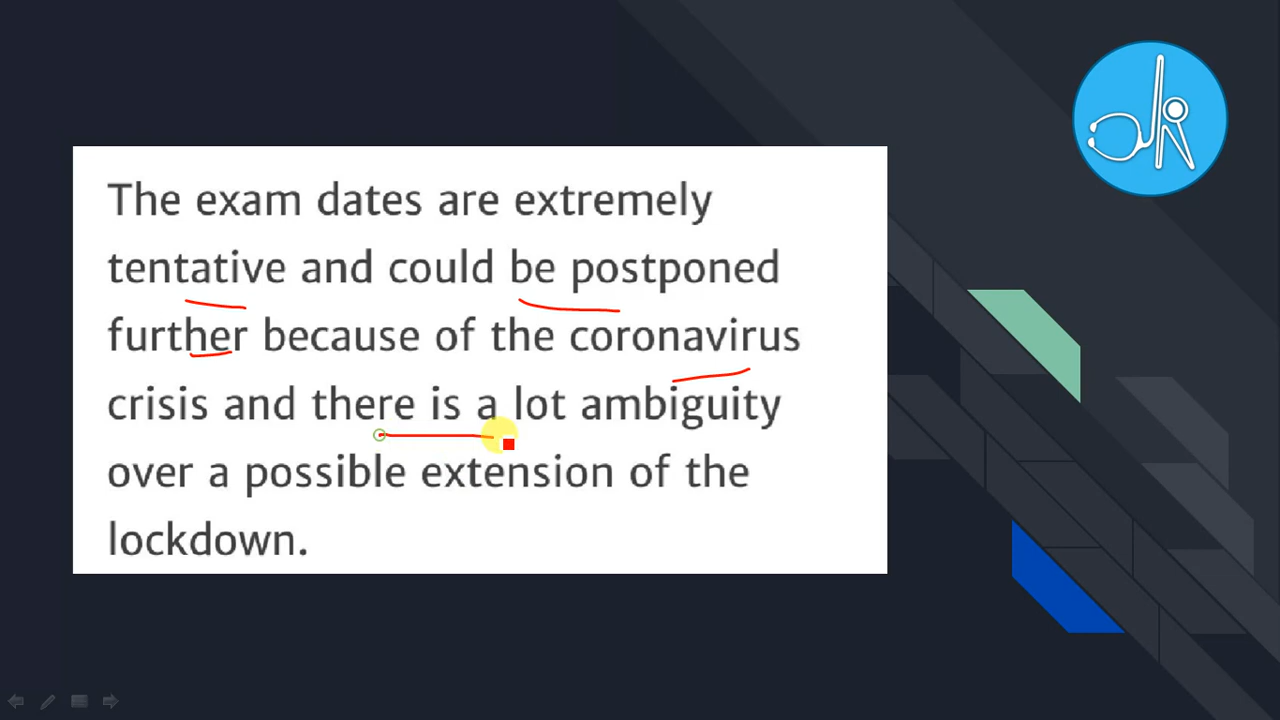 The exam dates are extremely
tentative and could be postponed
further because of the coronavirus
crisis and there is a lot ambiguity
over a possible extension of the
lockdown.